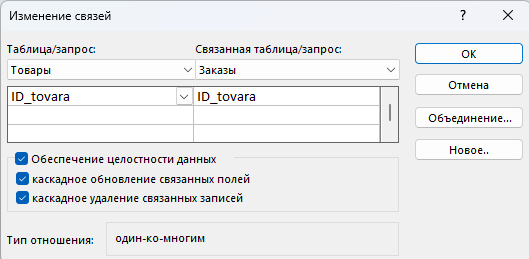 Изменение связей ? ×
Таблица/запрос: Связанная таблица/запрос:
Товары Заказы
ID_tovara ID_tovara
Обеспечение целостности данных
каскадное обновление связанных полей
каскадное удаление связанных записей
Тип отношения: один-ко-многим
ОК
Отмена
Объединение...
Новое..